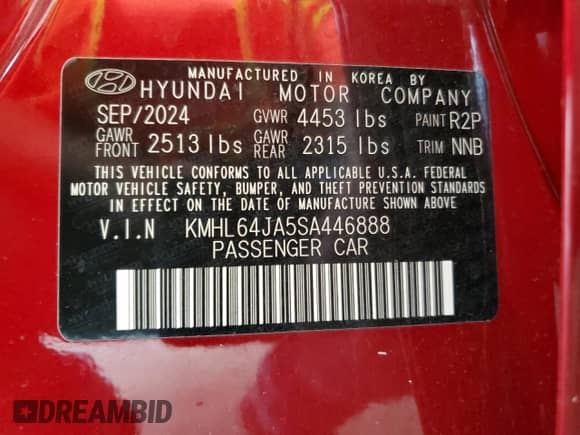 MANUFACTURED IN KOREA BY
HYUNDAI MOTOR COMPANY
SEP/2024 GVWR 4453 lbs PAINT R2P
GAWR FRONT 2513 lbs GAWR REAR 2315 lbs TRIM NNB
THIS VEHICLE CONFORMS TO ALL APPLICABLE U.S.A. FEDERAL
MOTOR VEHICLE SAFETY, BUMPER, AND THEFT PREVENTION STANDARDS
IN EFFECT ON THE DATE OF MANUFACTURE SHOWN ABOVE
V.I.N KMHL64JA5SA446888
PASSENGER CAR
DREAMBID